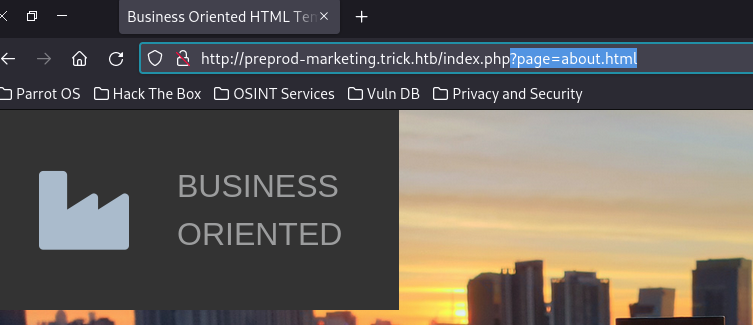 Business Oriented HTML Ten
http://preprod-marketing.trick.htb/index.php?page=about.html
Parrot OS Hack The Box OSINT Services Vuln DB Privacy and Security
BUSINESS
ORIENTED